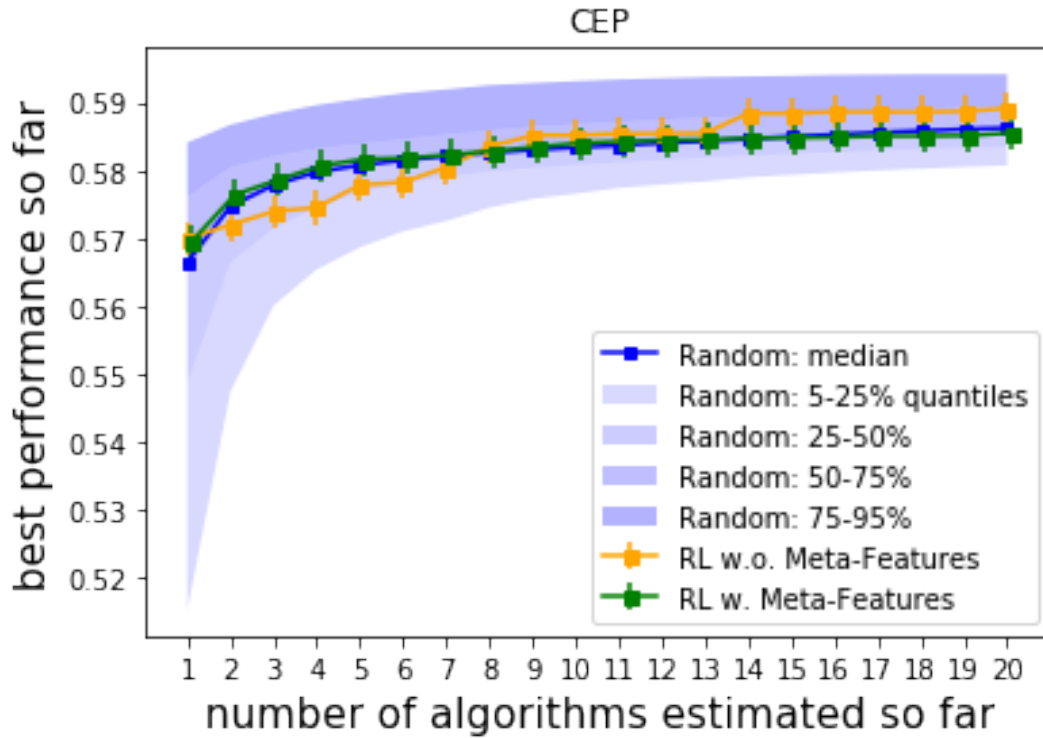 CEP
best performance so far
0.59
0.58
0.57
0.56
0.55
0.54
0.53
0.52
Random: median
Random: 5-25% quantiles
Random: 25-50%
Random: 50-75%
Random: 75-95%
RL w.o. Meta-Features
RL w. Meta-Features
1 2 3 4 5 6 7 8 9 10 11 12 13 14 15 16 17 18 19 20
number of algorithms estimated so far